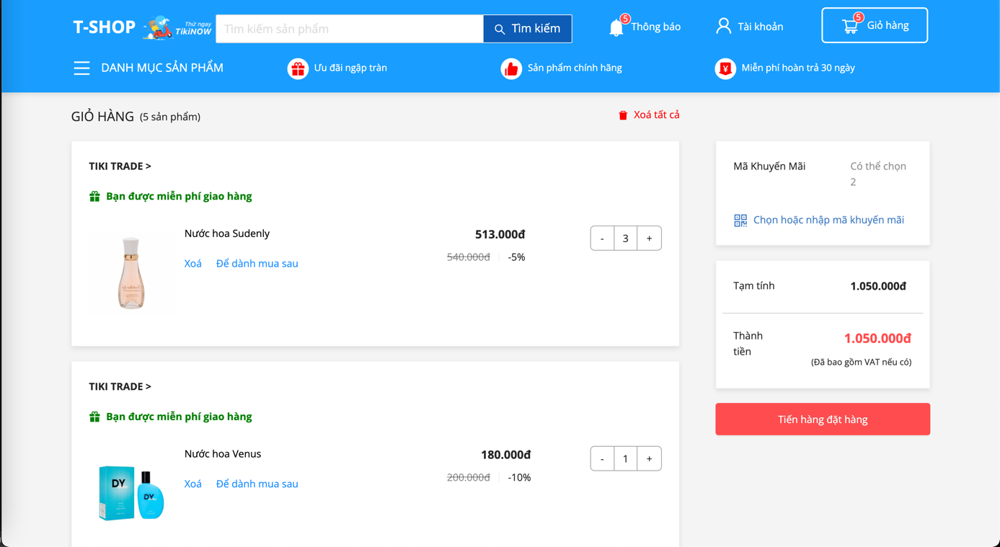 T-SHOP
Thử ngay
TikiNOW
Tìm kiếm sản phẩm
Tìm kiếm
5
Thông báo
Tài khoản
5
Giỏ hàng
DANH MỤC SẢN PHẨM
Ưu đãi ngập tràn
Sản phẩm chính hãng
Miễn phí hoàn trả 30 ngày
GIỎ HÀNG (5 sản phẩm)
Xoá tất cả
TIKI TRADE >
Bạn được miễn phí giao hàng
Nước hoa Sudenly
513.000đ
- 3 +
540.000đ -5%
Xoá Để dành mua sau
TIKI TRADE >
Bạn được miễn phí giao hàng
Nước hoa Venus
180.000đ
- 1 +
200.000đ -10%
Xoá Để dành mua sau
DY
DY
Mã Khuyến Mãi
Có thể chọn
2
Chọn hoặc nhập mã khuyến mãi
Tạm tính
1.050.000đ
Thành
tiền
1.050.000đ
(Đã bao gồm VAT nếu có)
Tiến hàng đặt hàng